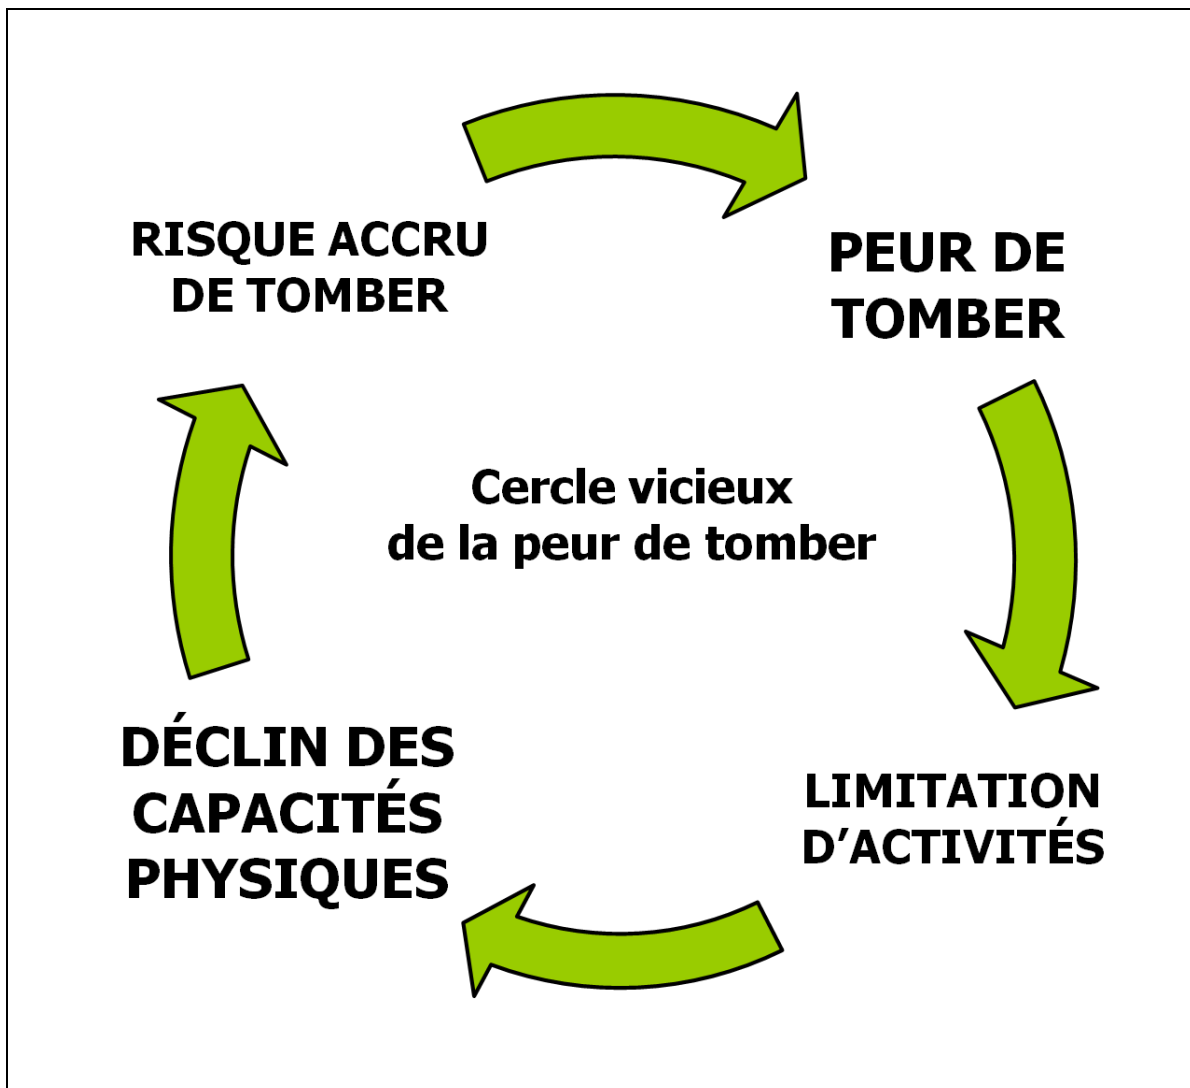 RISQUE ACCRU
DE TOMBER
PEUR DE
TOMBER
Cercle vicieux
de la peur de tomber
DÉCLIN DES
CAPACITÉS
PHYSIQUES
LIMITATION
D’ACTIVITÉS